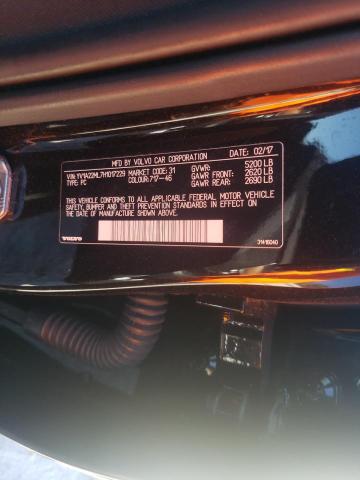 MFD BY VOLVO CAR CORPORATION DATE: 02/17
VIN: YV1A22ML7H1017229 MARKET CODE: 31 GVWR: 5200 LB
TYPE: PC COLOUR: 717-46 GAWR FRONT: 2620 LB
GAWR REAR: 2690 LB
THIS VEHICLE CONFORMS TO ALL APPLICABLE FEDERAL MOTOR VEHICLE
SAFETY, BUMPER AND THEFT PREVENTION STANDARDS IN EFFECT ON THE
DATE OF MANUFACTURE SHOWN ABOVE.
VOLVO 31416040